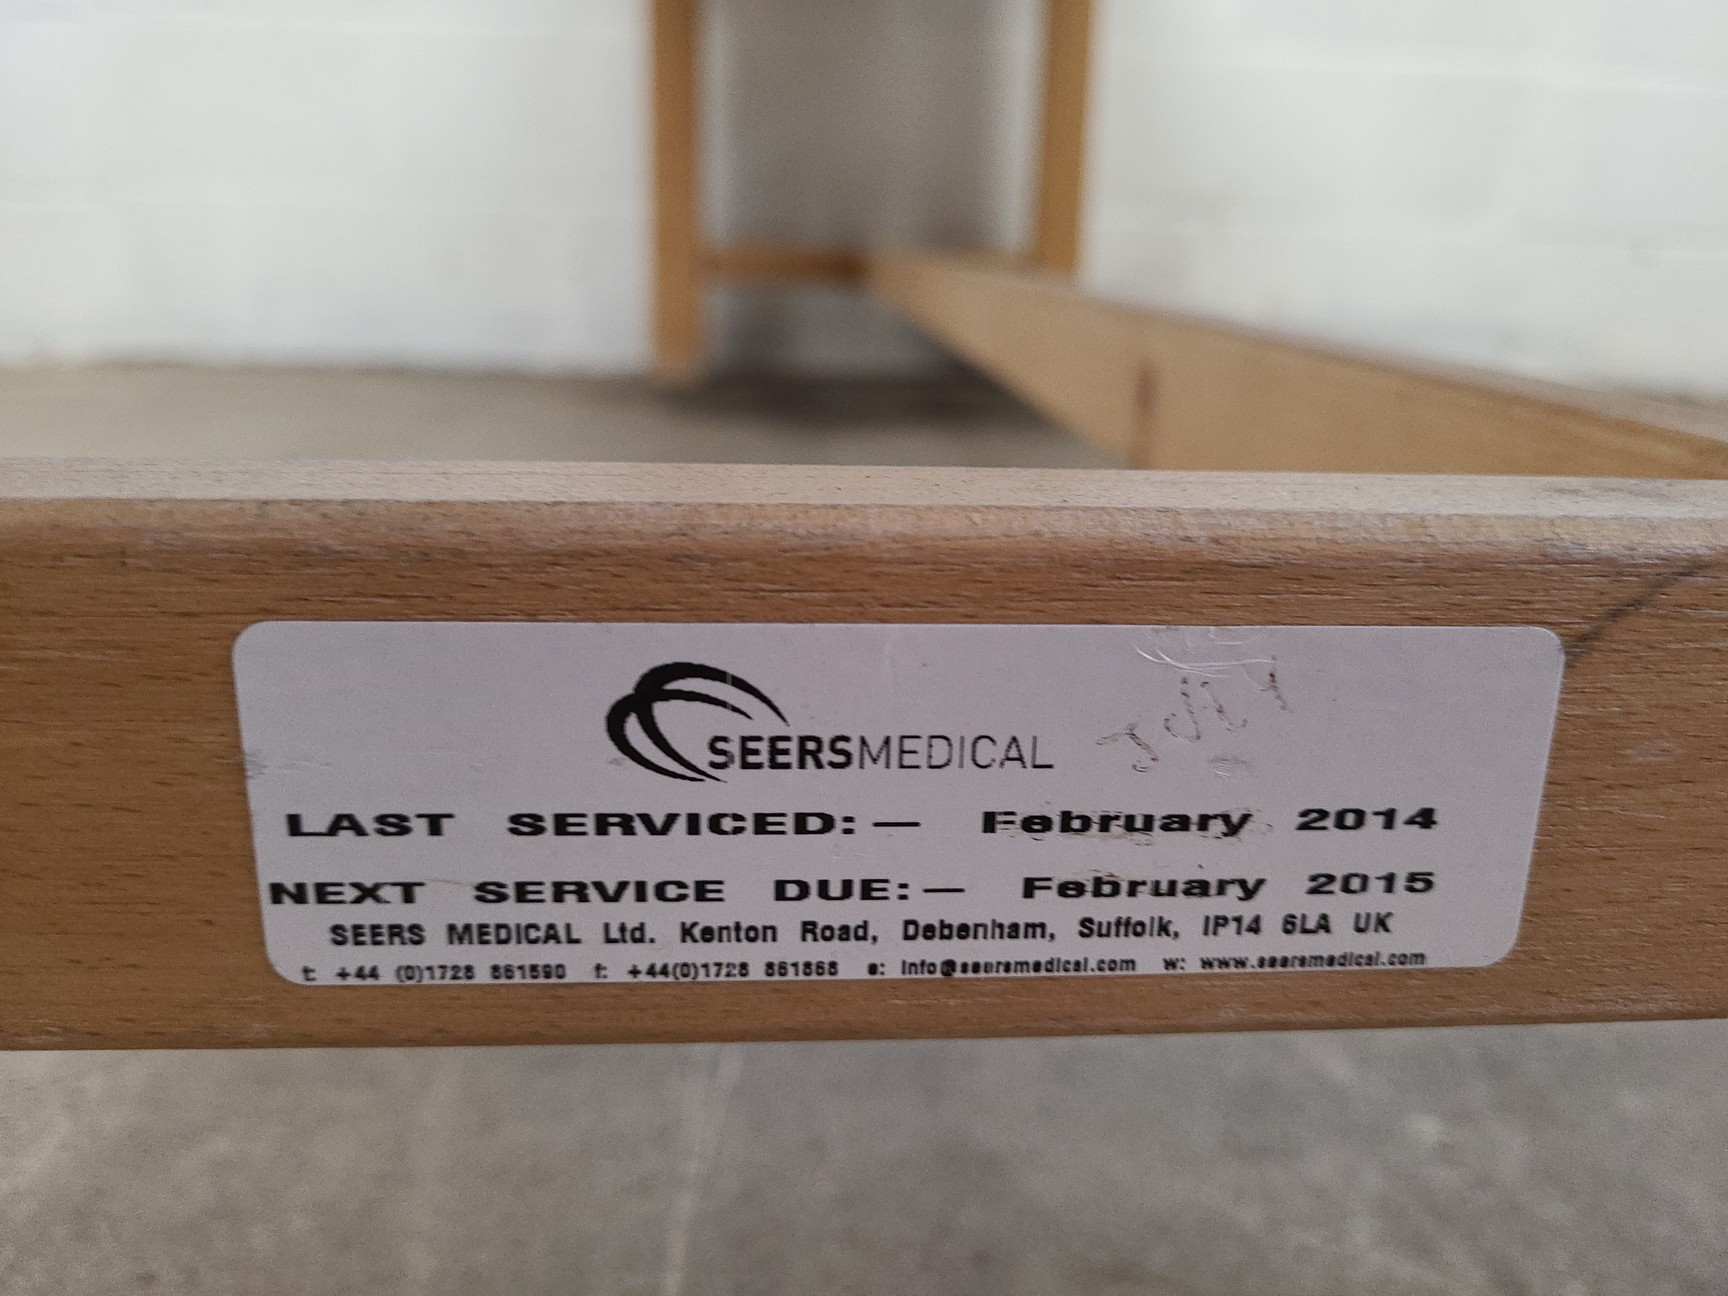 SEERSMEDICAL
LAST SERVICED:— February 2014
NEXT SERVICE DUE:— February 2015
SEERS MEDICAL Ltd. Kenton Road, Debenham, Suffolk, IP14 6LA UK
t: +44 (0)1728 861590 f: +44(0)1728 861868 e: info@seersmedical.com w: www.seersmedical.com